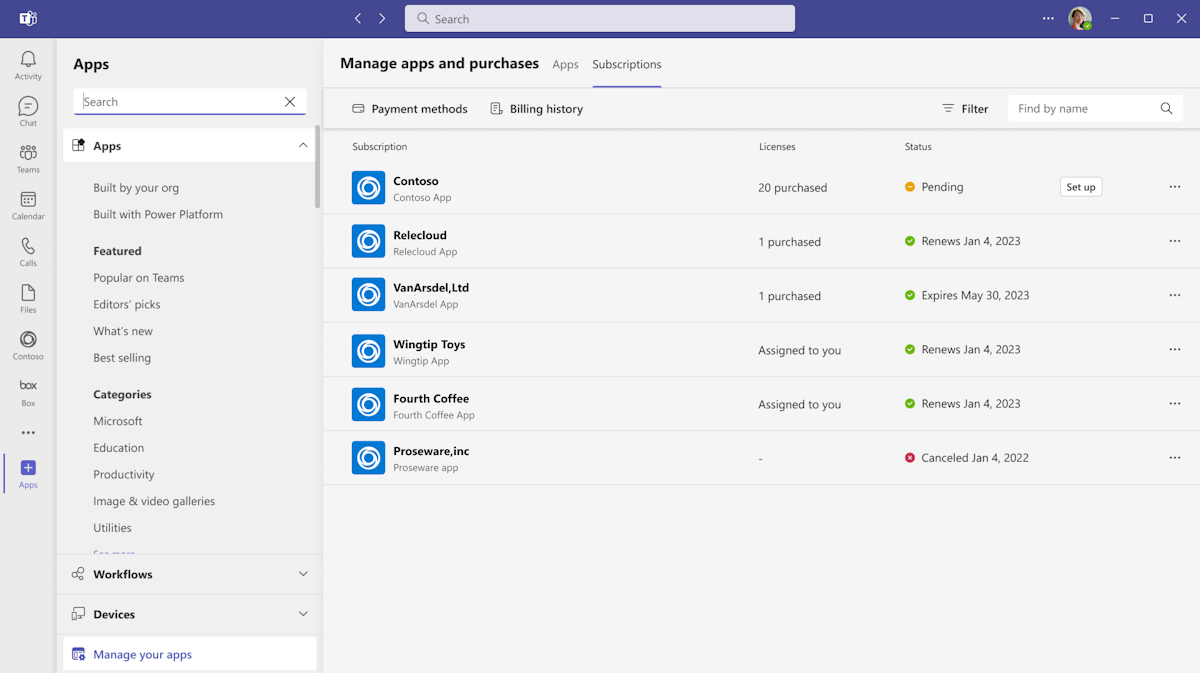 Search
Activity
Chat
Teams
Calendar
Calls
Files
Contoso
box
Box
Apps
Apps
Search
Apps
Built by your org
Built with Power Platform
Featured
Popular on Teams
Editors’ picks
What’s new
Best selling
Categories
Microsoft
Education
Productivity
Image & video galleries
Utilities
See more
Workflows
Devices
Manage your apps
Manage apps and purchases Apps Subscriptions
Payment methods Billing history Filter Find by name
Subscription Licenses Status
Contoso
Contoso App
20 purchased Pending Set up
Relecloud
Relecloud App
1 purchased Renews Jan 4, 2023
VanArsdel,Ltd
VanArsdel App
1 purchased Expires May 30, 2023
Wingtip Toys
Wingtip App
Assigned to you Renews Jan 4, 2023
Fourth Coffee
Fourth Coffee App
Assigned to you Renews Jan 4, 2023
Proseware,inc
Proseware app
- Canceled Jan 4, 2022